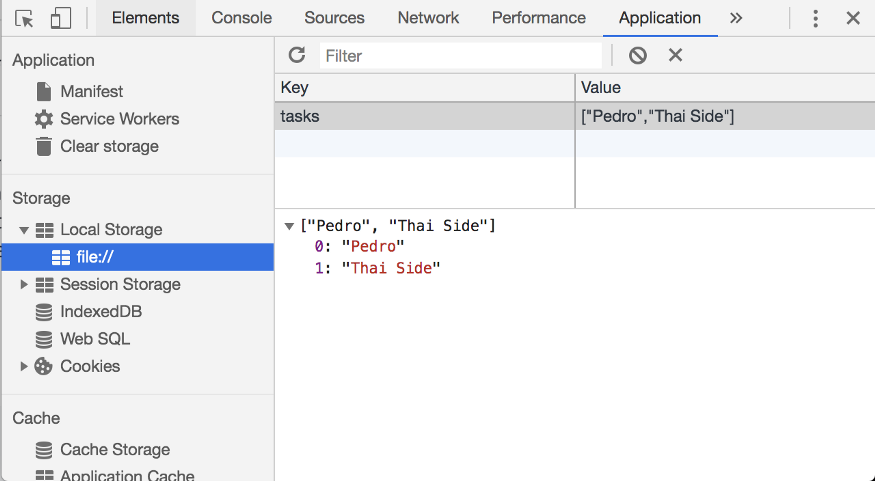 Elements Console Sources Network Performance Application »
Application
Manifest
Service Workers
Clear storage
Storage
Local Storage
file://
Session Storage
IndexedDB
Web SQL
Cookies
Cache
Cache Storage
Application Cache
Filter
Key Value
tasks ["Pedro","Thai Side"]
["Pedro", "Thai Side"]
0: "Pedro"
1: "Thai Side"